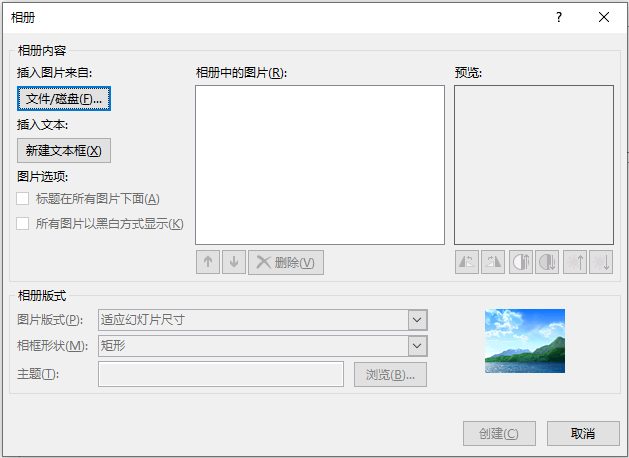 相册
?
相册内容
插入图片来自:
文件/磁盘(F)...
插入文本:
新建文本框(X)
图片选项:
标题在所有图片下面(A)
所有图片以黑白方式显示(K)
相册中的图片(R):
删除(V)
预览:
相册版式
图片版式(P):
适应幻灯片尺寸
相框形状(M):
矩形
主题(T):
浏览(B)...
创建(C)
取消